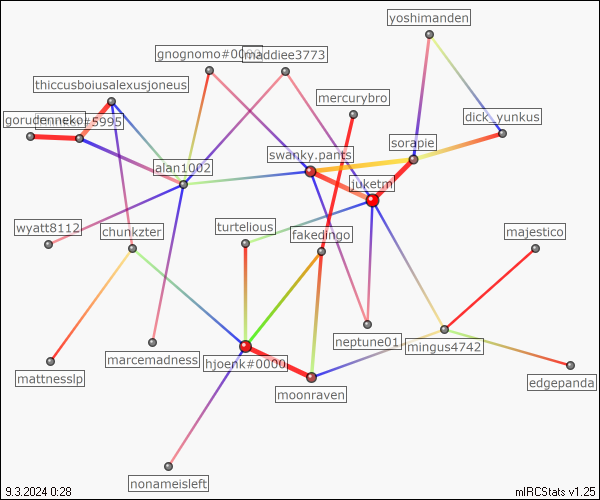 yoshimanden
gnognomo#0
maddiee3773
thiccusboiusalexusjoneus
mercurybro
gorudenneko
#5995
dick_yunkus
sorapie
swanky.pants
alan1002
juketm
wyatt8112
chunkzter
turtelious
fakedingo
majestico
neptune01
mingus4742
marcemadness
hjoenk#0000
mattnesslp
edgepanda
moonraven
nonameisleft
9.3.2024 0:28
mIRCStats v1.25